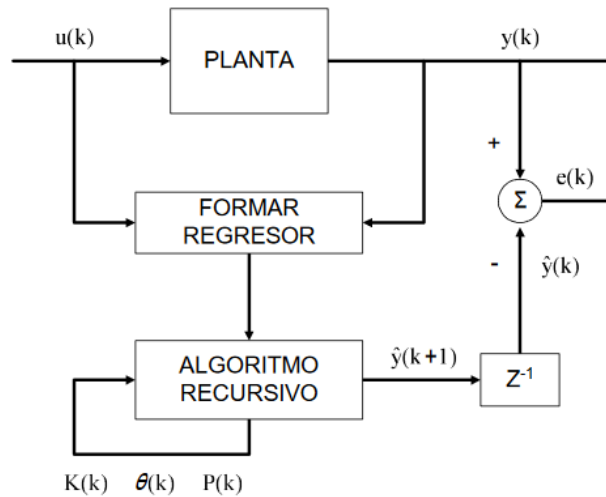 u(k)
PLANTA
y(k)
+
e(k)
Σ
FORMAR
REGRESOR
-
ŷ(k)
ALGORITMO
RECURSIVO
ŷ(k+1)
Z⁻¹
K(k) θ(k) P(k)